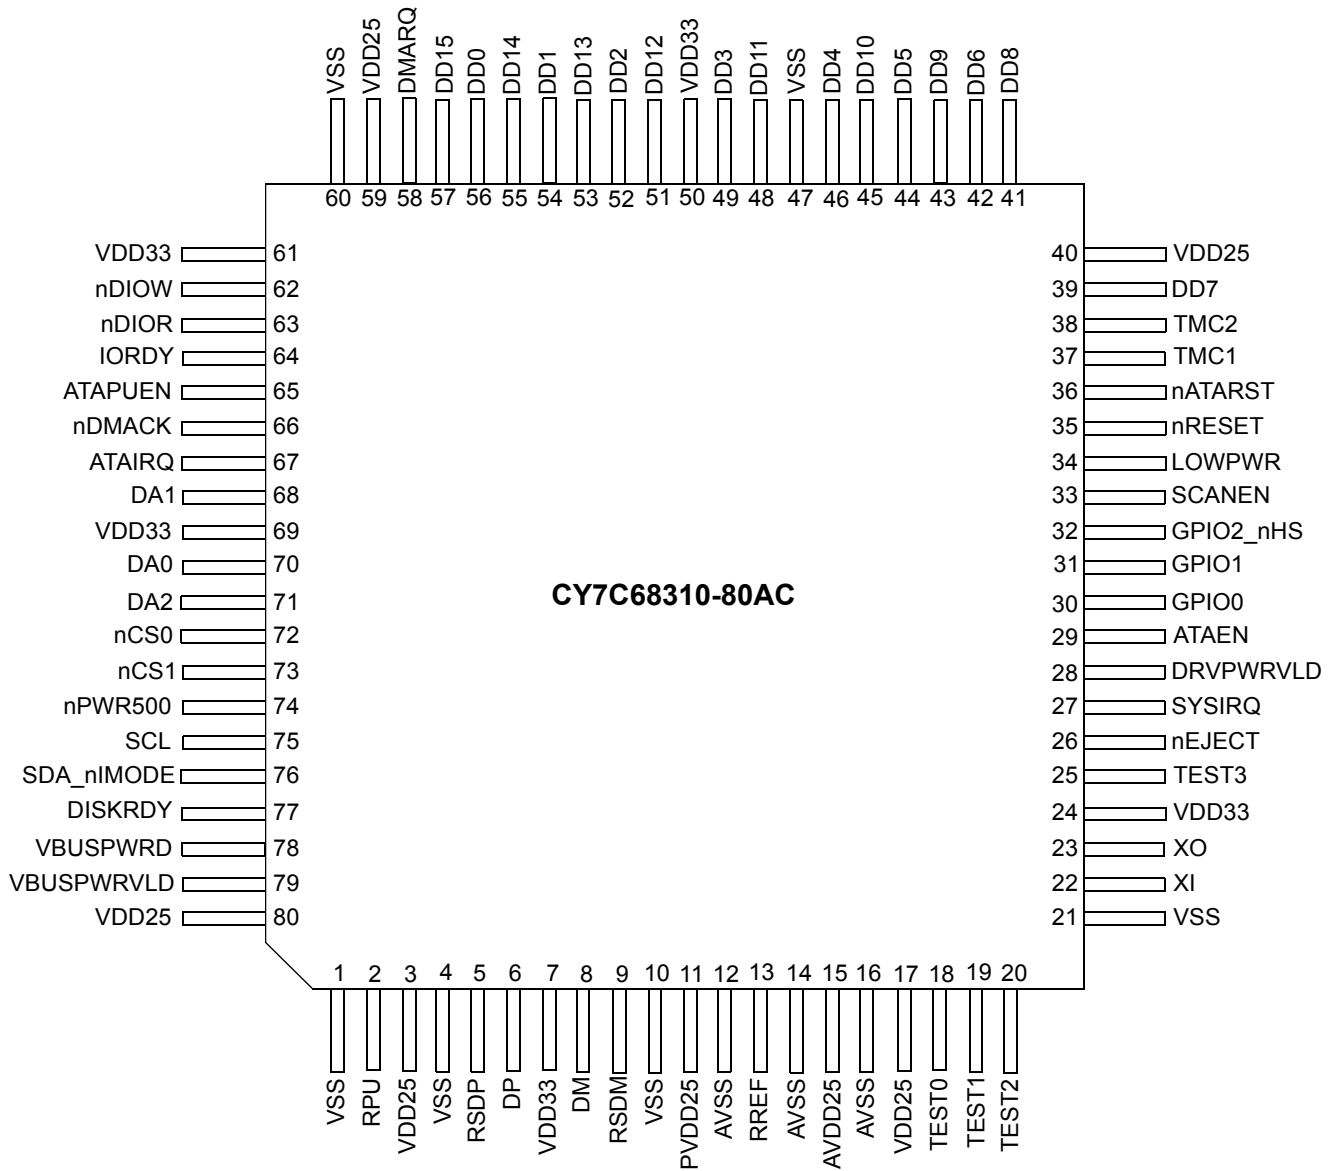 VSS
VDD25
DMARQ
DD15
DD0
DD14
DD1
DD13
DD2
DD12
VDD33
DD3
DD11
VSS
DD4
DD10
DD5
DD9
DD6
DD8
60 59 58 57 56 55 54 53 52 51 50 49 48 47 46 45 44 43 42 41
VDD33 61
nDIOW 62
nDIOR 63
IORDY 64
ATAPUEN 65
nDMACK 66
ATAIRQ 67
DA1 68
VDD33 69
DA0 70
DA2 71
nCS0 72
nCS1 73
nPWR500 74
SCL 75
SDA_nIMODE 76
DISKRDY 77
VBUSPWRD 78
VBUSPWRVLD 79
VDD25 80
CY7C68310-80AC
40 VDD25
39 DD7
38 TMC2
37 TMC1
36 nATARST
35 nRESET
34 LOWPWR
33 SCANEN
32 GPIO2_nHS
31 GPIO1
30 GPIO0
29 ATAEN
28 DRVPWRVLD
27 SYSIRQ
26 nEJECT
25 TEST3
24 VDD33
23 XO
22 XI
21 VSS
1 2 3 4 5 6 7 8 9 10 11 12 13 14 15 16 17 18 19 20
VSS
RPU
VDD25
VSS
RSDP
DP
VDD33
DM
RSDM
VSS
PVDD25
AVSS
RREF
AVSS
AVDD25
AVSS
VDD25
TEST0
TEST1
TEST2